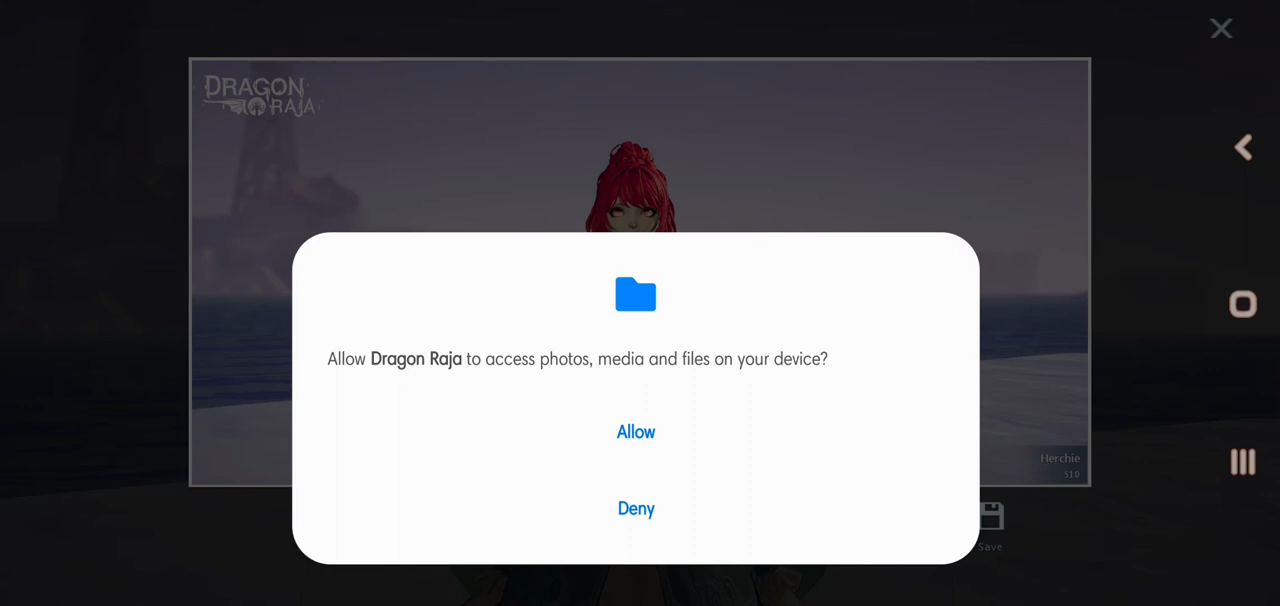 DRAGON
RAJA
Allow Dragon Raja to access photos, media and files on your device?
Allow
Deny
Herchie
S10
Save